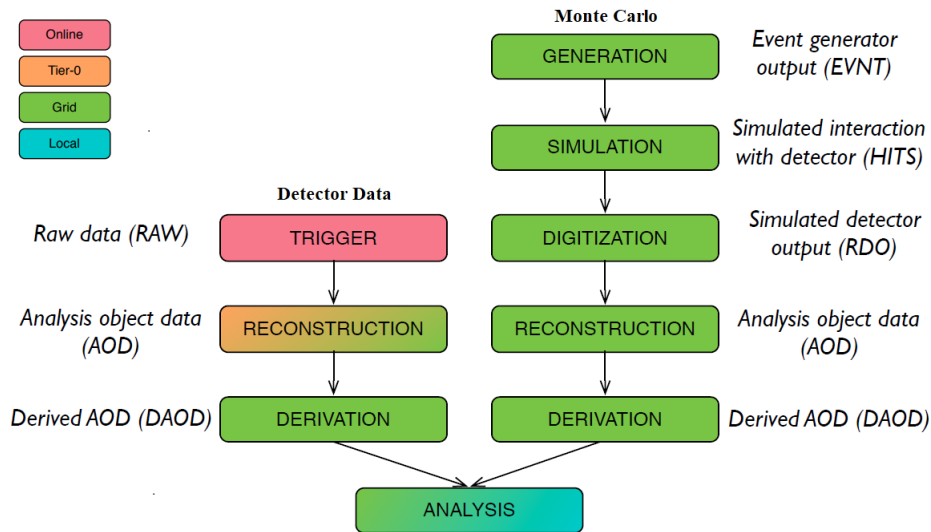 Monte Carlo
Online
Tier-0
Grid
Local
GENERATION
Event generator
output (EVNT)
SIMULATION
Simulated interaction
with detector (HITS)
Detector Data
Raw data (RAW)
TRIGGER
DIGITIZATION
Simulated detector
output (RDO)
Analysis object data
(AOD)
RECONSTRUCTION
RECONSTRUCTION
Analysis object data
(AOD)
Derived AOD (DAOD)
DERIVATION
DERIVATION
Derived AOD (DAOD)
ANALYSIS